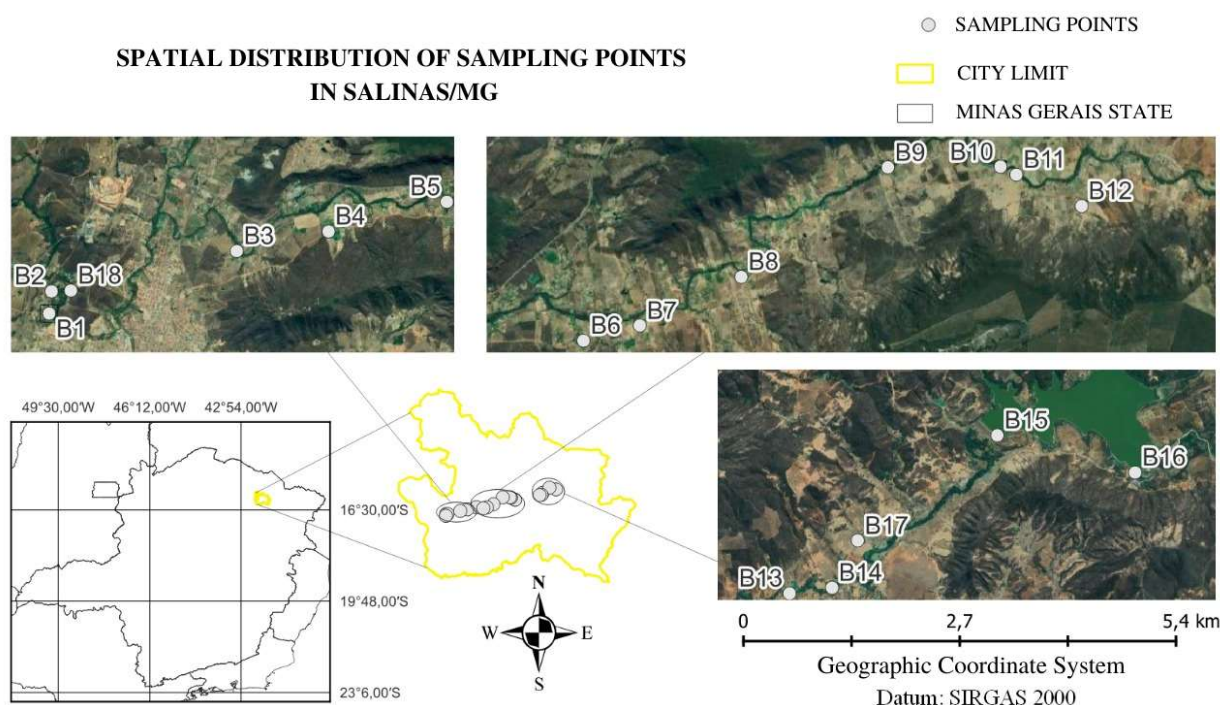 SPATIAL DISTRIBUTION OF SAMPLING POINTS
IN SALINAS/MG
SAMPLING POINTS
CITY LIMIT
MINAS GERAIS STATE
B5
B4
B3
B2
B18
B1
B9
B10
B11
B12
B8
B7
B6
49°30,00'W 46°12,00'W 42°54,00'W
16°30,00'S
19°48,00'S
23°6,00'S
N
W
E
S
B15
B16
B17
B14
B13
0 2,7 5,4 km
Geographic Coordinate System
Datum: SIRGAS 2000